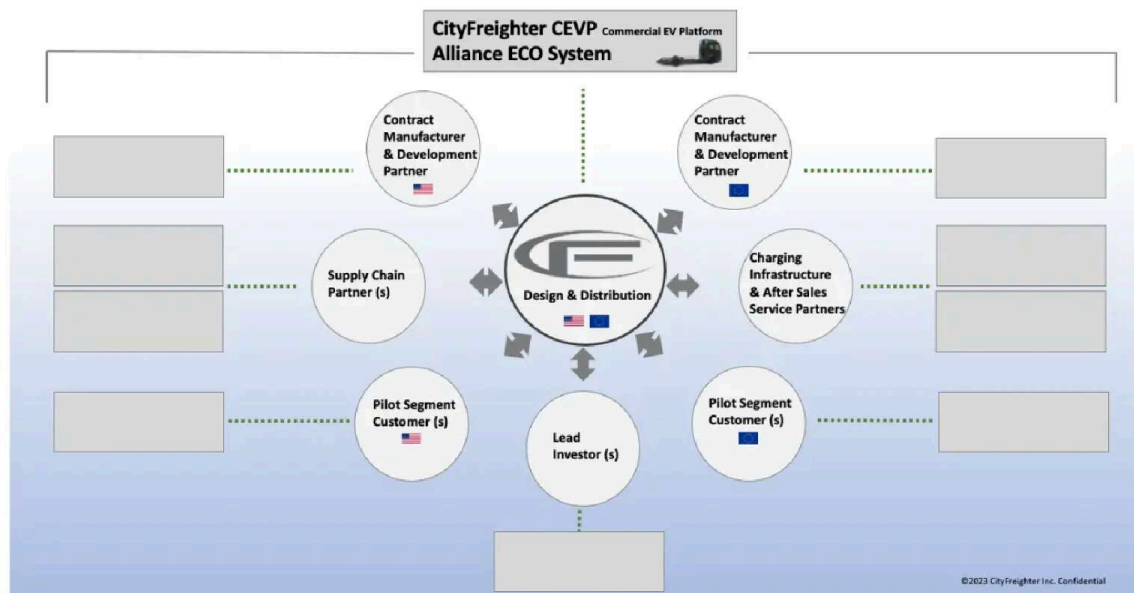 CityFreighter CEVP Commercial EV Platform
Alliance ECO System
Contract
Manufacturer
& Development
Partner
Contract
Manufacturer
& Development
Partner
Supply Chain
Partner (s)
Design & Distribution
Charging
Infrastructure
& After Sales
Service Partners
Pilot Segment
Customer (s)
Lead
Investor (s)
Pilot Segment
Customer (s)
©2023 CityFreighter Inc. Confidential